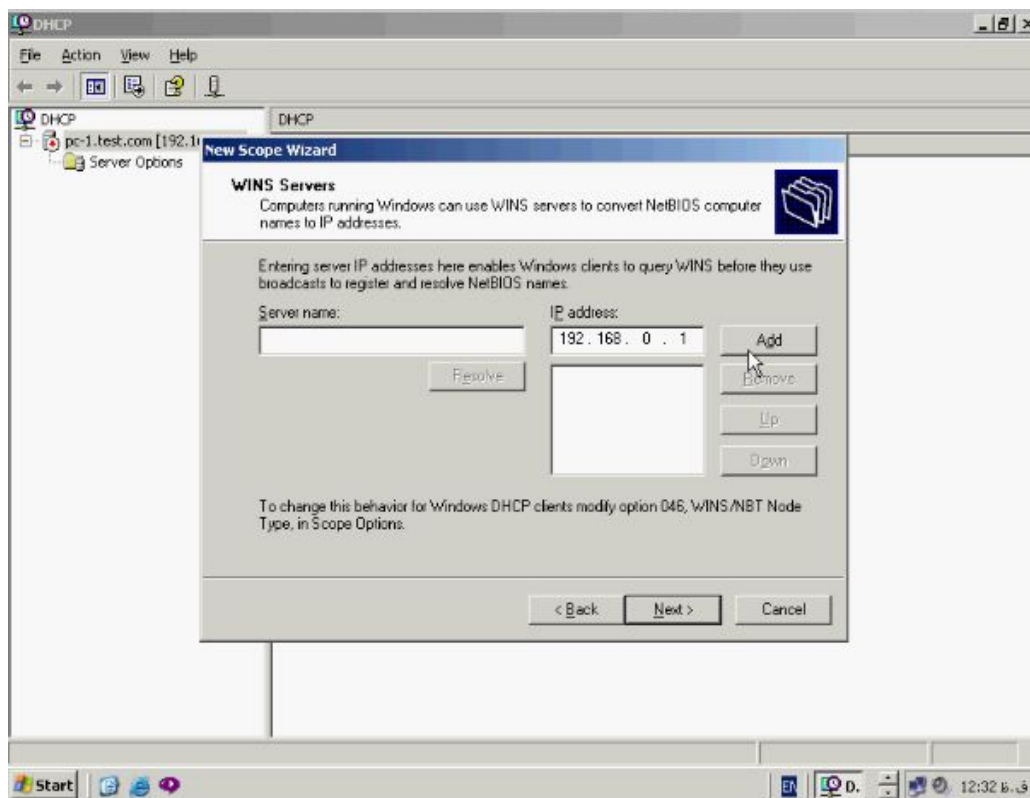 DHCP
File Action View Help
DHCP
DHCP
pc-1.test.com [192.1
Server Options
New Scope Wizard
WINS Servers
Computers running Windows can use WINS servers to convert NetBIOS computer
names to IP addresses.
Entering server IP addresses here enables Windows clients to query WINS before they use
broadcasts to register and resolve NetBIOS names.
Server name:
IP address:
192 . 168 . 0 . 1
Add
Resolve
Remove
Up
Down
To change this behavior for Windows DHCP clients modify option 046, WINS/NBT Node
Type, in Scope Options.
< Back
Next >
Cancel
Start
EN
D.
12:32 ق.ظ